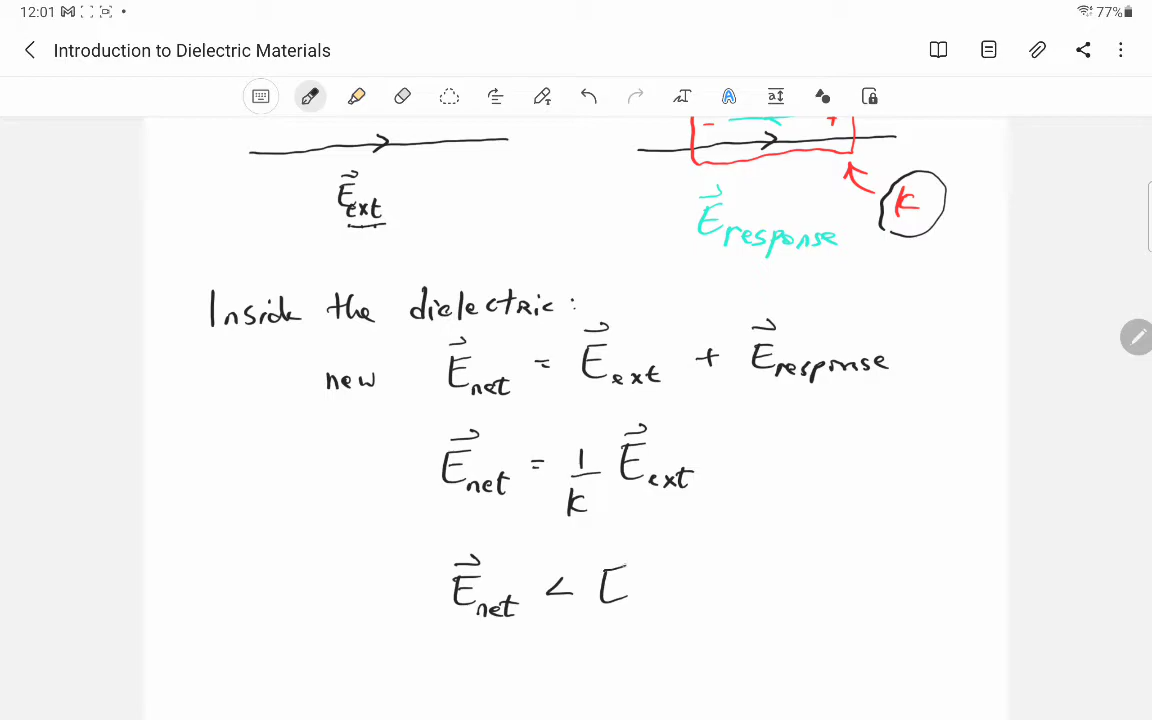 12:01 77%
Introduction to Dielectric Materials
- +
E⃗ext
K
E⃗response
Inside the dielectric:
new E⃗net = E⃗ext + E⃗response
E⃗net = 1/K E⃗ext
E⃗net < E